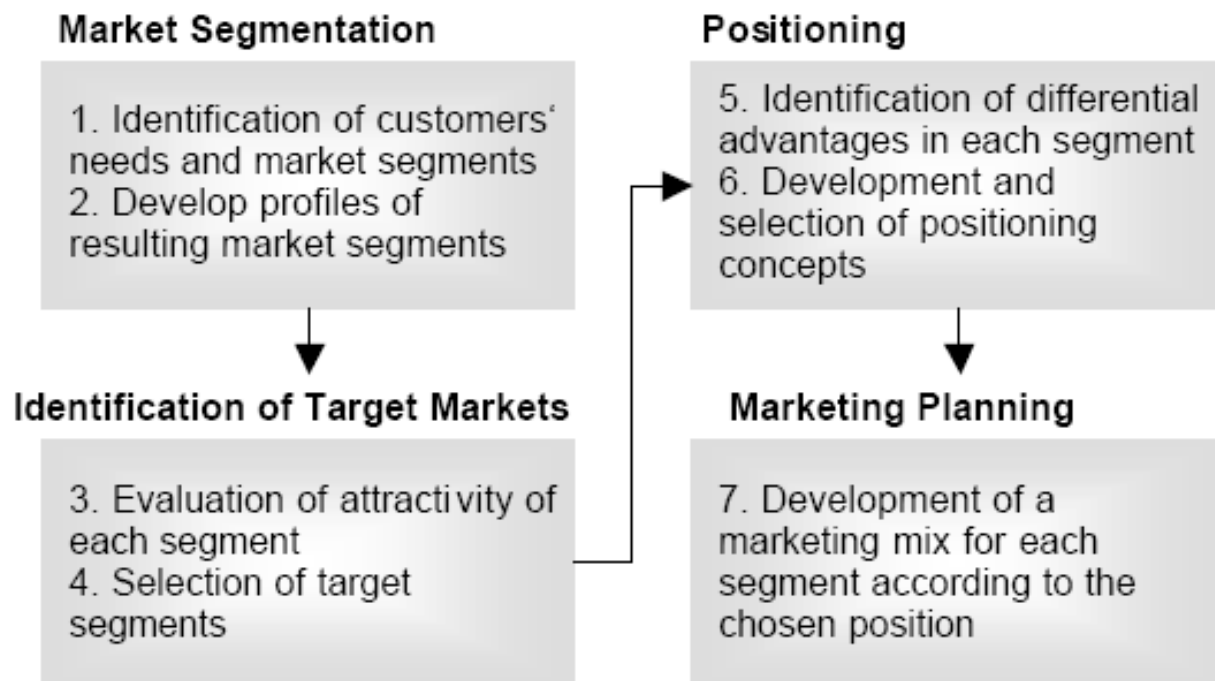 Market Segmentation
1. Identification of customers‘
needs and market segments
2. Develop profiles of
resulting market segments
Identification of Target Markets
3. Evaluation of attractivity of
each segment
4. Selection of target
segments
Positioning
5. Identification of differential
advantages in each segment
6. Development and
selection of positioning
concepts
Marketing Planning
7. Development of a
marketing mix for each
segment according to the
chosen position